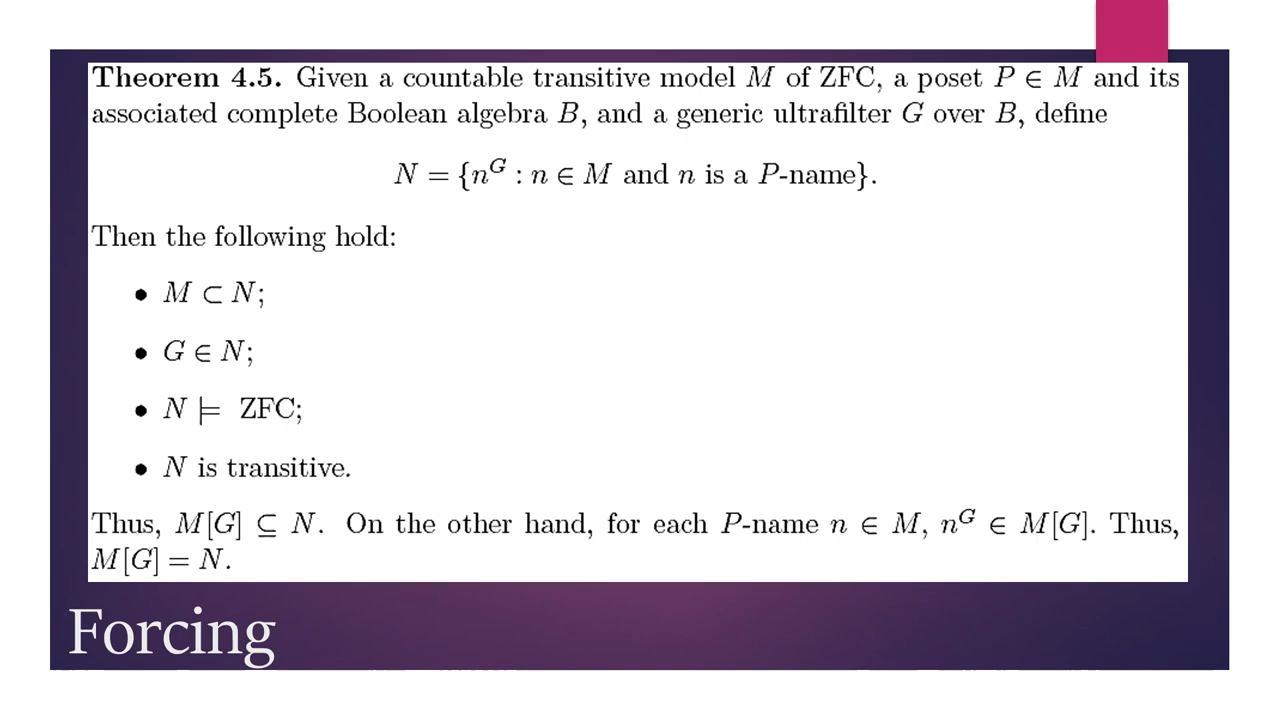 Theorem 4.5. Given a countable transitive model M of ZFC, a poset P ∈ M and its
associated complete Boolean algebra B, and a generic ultrafilter G over B, define
N = {n^G : n ∈ M and n is a P-name}.
Then the following hold:
• M ⊂ N;
• G ∈ N;
• N ⊨ ZFC;
• N is transitive.
Thus, M[G] ⊆ N. On the other hand, for each P-name n ∈ M, n^G ∈ M[G]. Thus,
M[G] = N.
Forcing